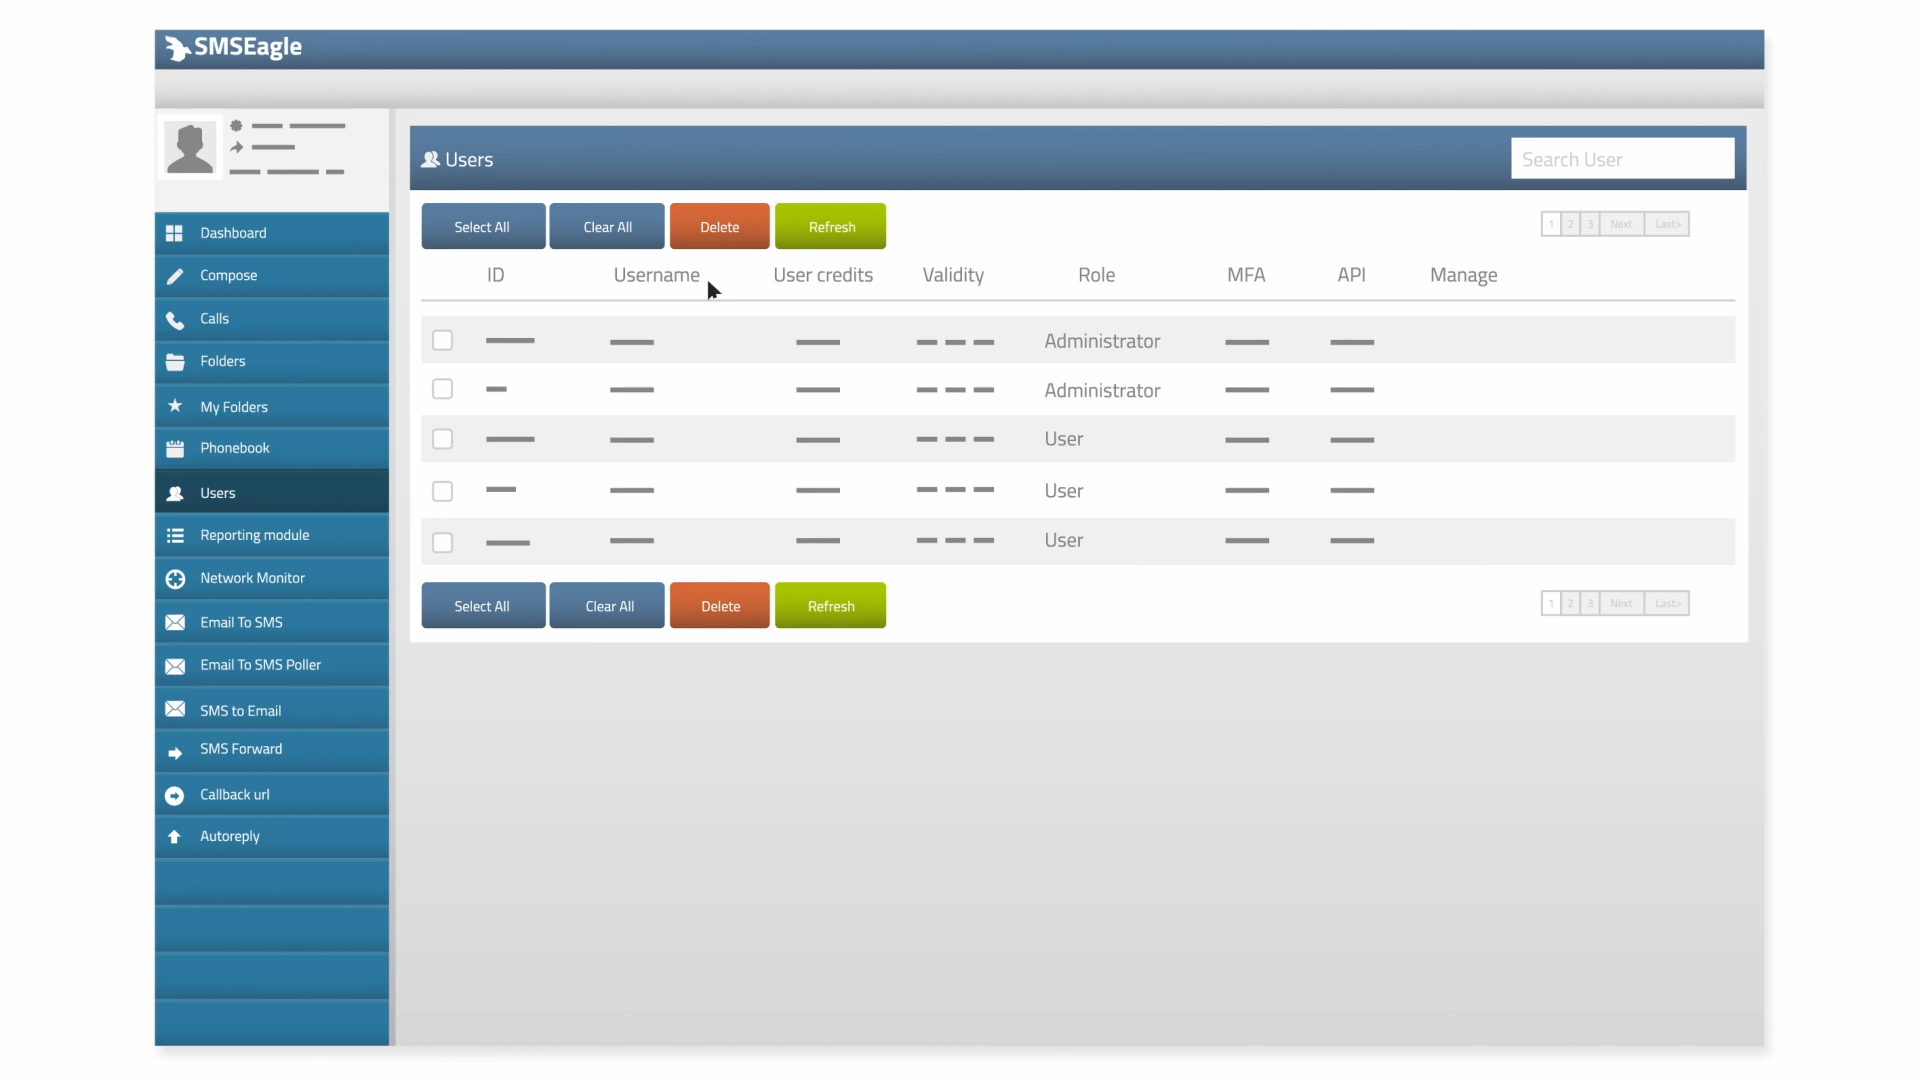 SMSEagle
Users
Search User
Select All Clear All Delete Refresh
1 2 3 Next Last>
ID Username User credits Validity Role MFA API Manage
Administrator
Administrator
User
User
User
Select All Clear All Delete Refresh
1 2 3 Next Last>
Dashboard
Compose
Calls
Folders
My Folders
Phonebook
Users
Reporting module
Network Monitor
Email To SMS
Email To SMS Poller
SMS to Email
SMS Forward
Callback url
Autoreply